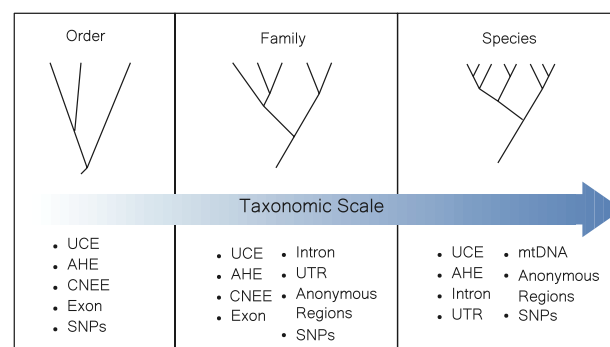 Order
Family
Species
Taxonomic Scale
• UCE
• AHE
• CNEE
• Exon
• SNPs
• UCE
• AHE
• CNEE
• Exon
• Intron
• UTR
• Anonymous
Regions
• SNPs
• UCE
• AHE
• Intron
• UTR
• mtDNA
• Anonymous
Regions
• SNPs